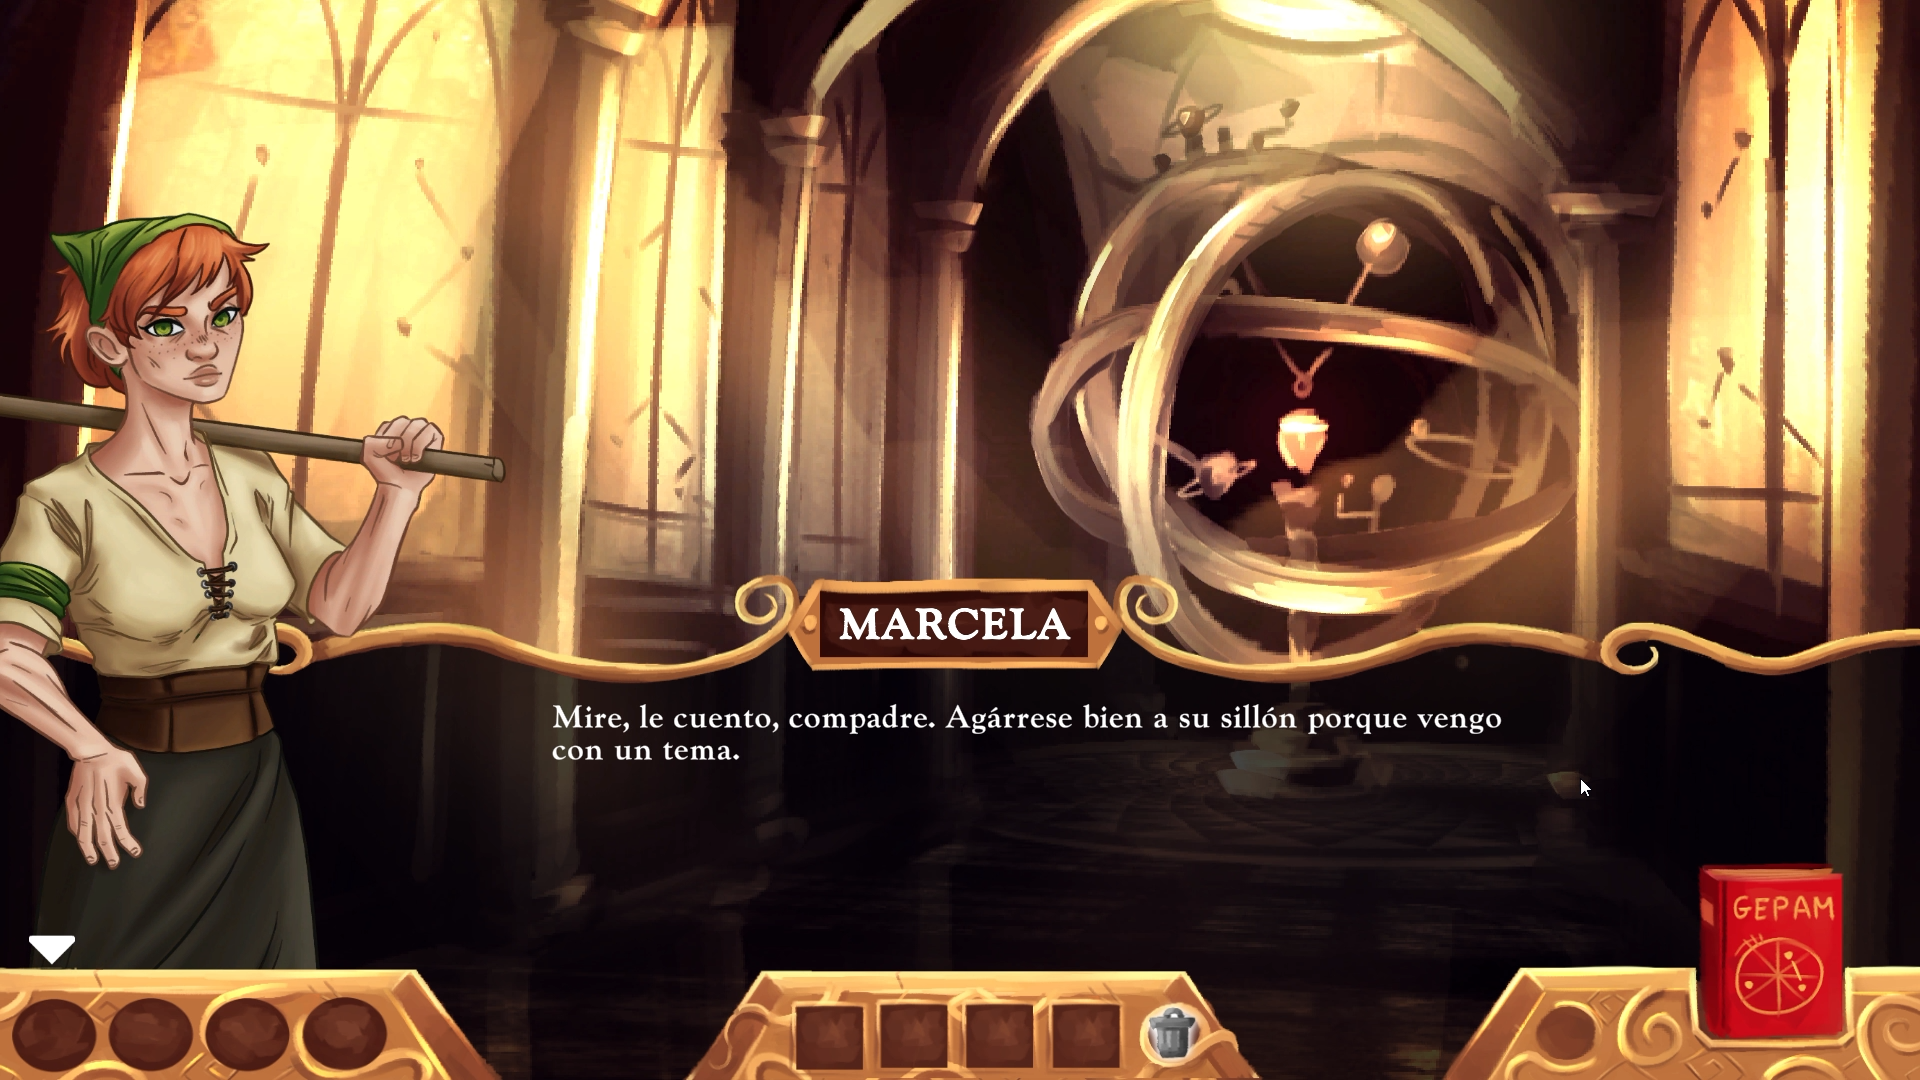 MARCELA
Mire, le cuento, compadre. Agárrese bien a su sillón porque vengo
con un tema.
GEPAM